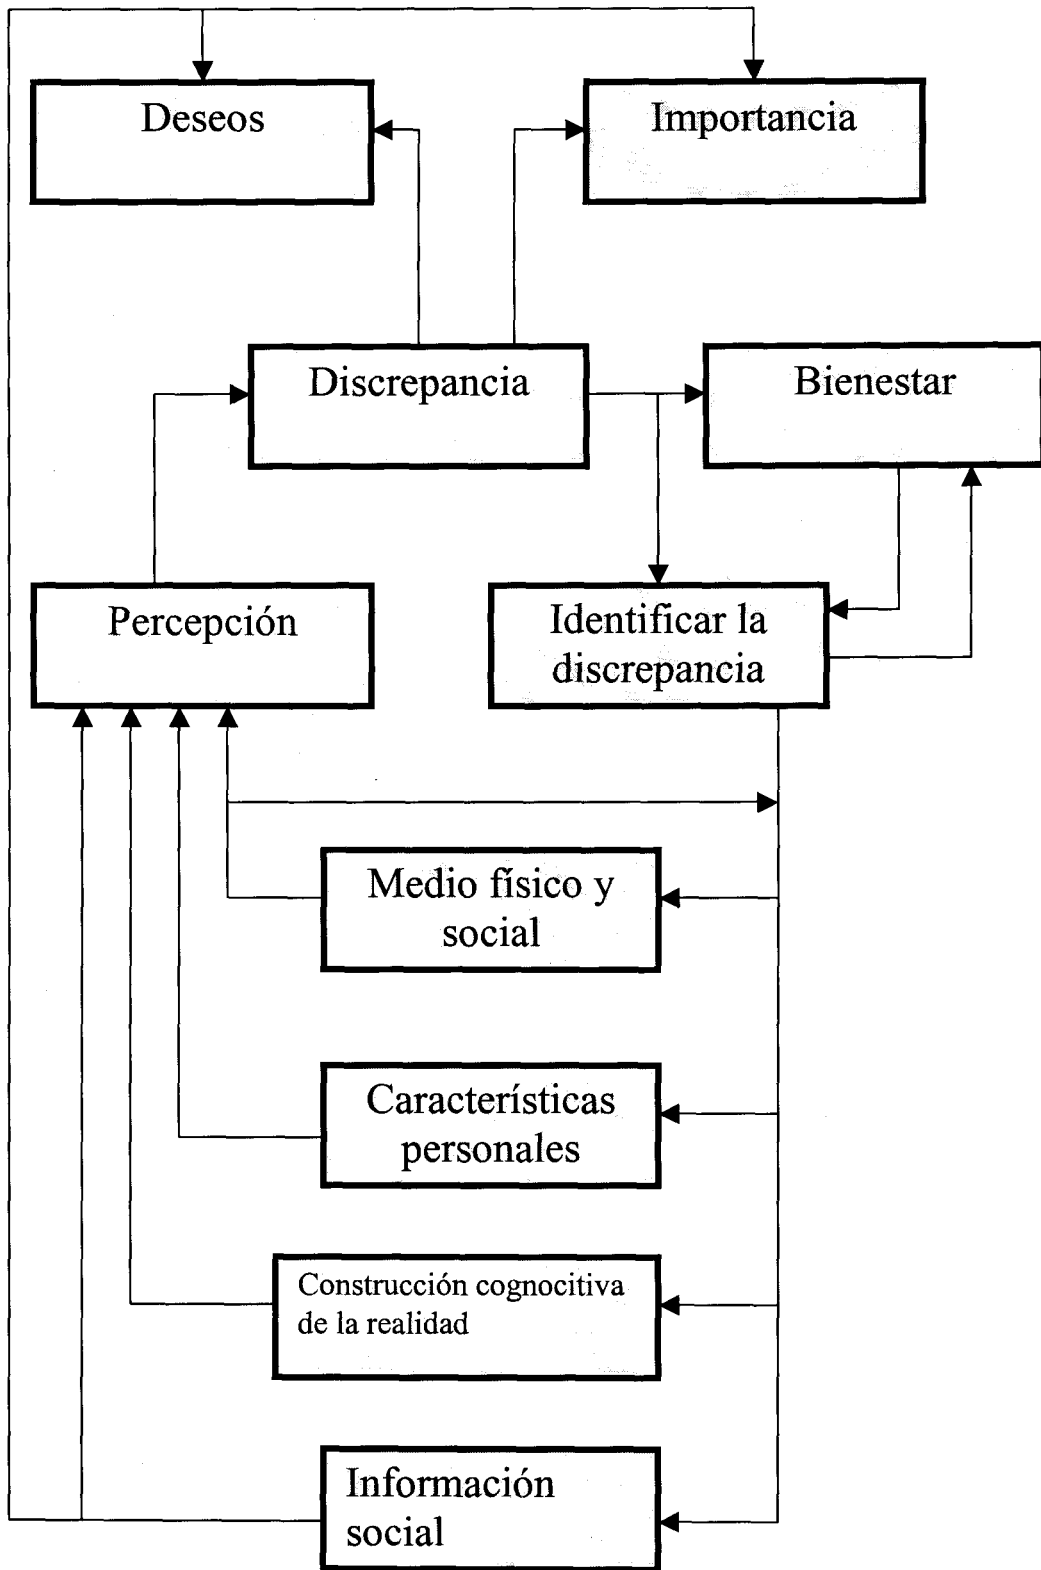 Deseos
Importancia
Discrepancia
Bienestar
Percepción
Identificar la
discrepancia
Medio físico y
social
Características
personales
Construcción cognocitiva
de la realidad
Información
social